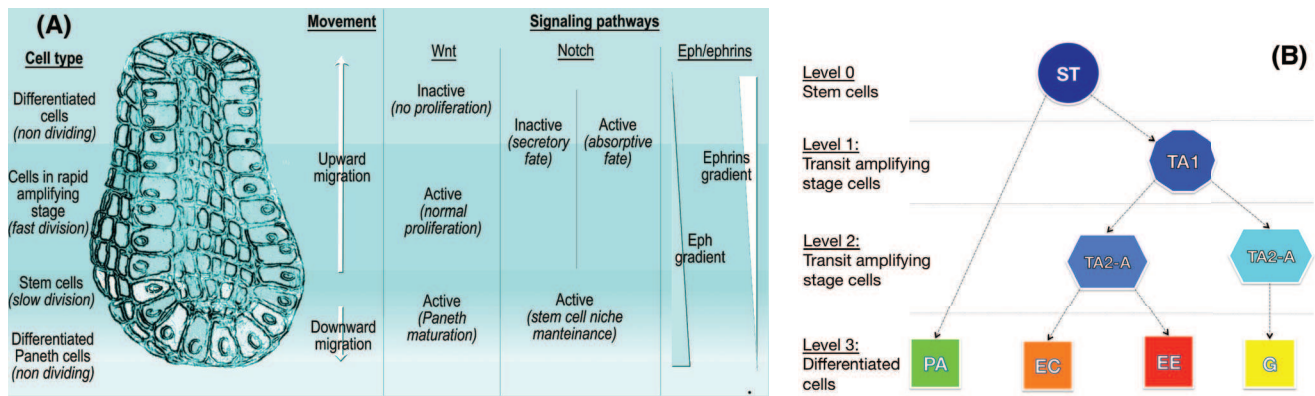 (A)
Movement
Signaling pathways
Cell type
Wnt
Notch
Eph/ephrins
Differentiated
cells
(non dividing)
Cells in rapid
amplifying
stage
(fast division)
Stem cells
(slow division)
Differentiated
Paneth cells
(non dividing)
Upward
migration
Downward
migration
Inactive
(no proliferation)
Active
(normal
proliferation)
Active
(Paneth
maturation)
Inactive
(secretory
fate)
Active
(absorptive
fate)
Active
(stem cell niche
manteinance)
Ephrins
gradient
Eph
gradient
(B)
Level 0
Stem cells
ST
Level 1:
Transit amplifying
stage cells
TA1
Level 2:
Transit amplifying
stage cells
TA2-A
TA2-A
Level 3:
Differentiated
cells
PA
EC
EE
G